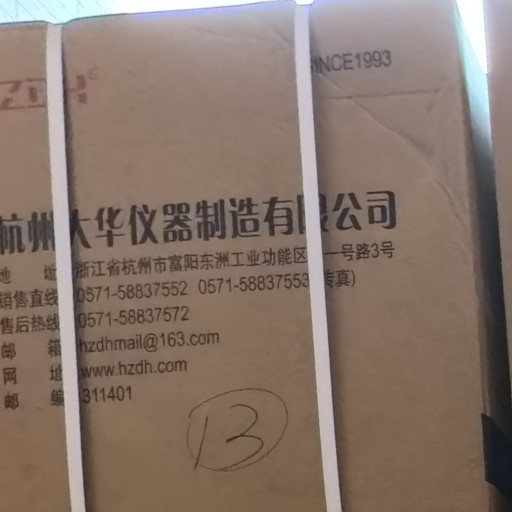 ZDH®
SINCE1993
杭州大华仪器制造有限公司
地 址 浙江省杭州市富阳东洲工业功能区 一号路3号
销售直线 0571-58837552 0571-58837553(传真)
售后热线 0571-58837572
邮 箱 hzdhmail@163.com
网 址 www.hzdh.com
邮 编 311401
13